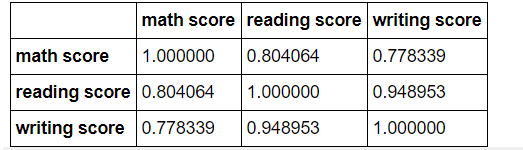 math score reading score writing score
math score 1.000000 0.804064 0.778339
reading score 0.804064 1.000000 0.948953
writing score 0.778339 0.948953 1.000000